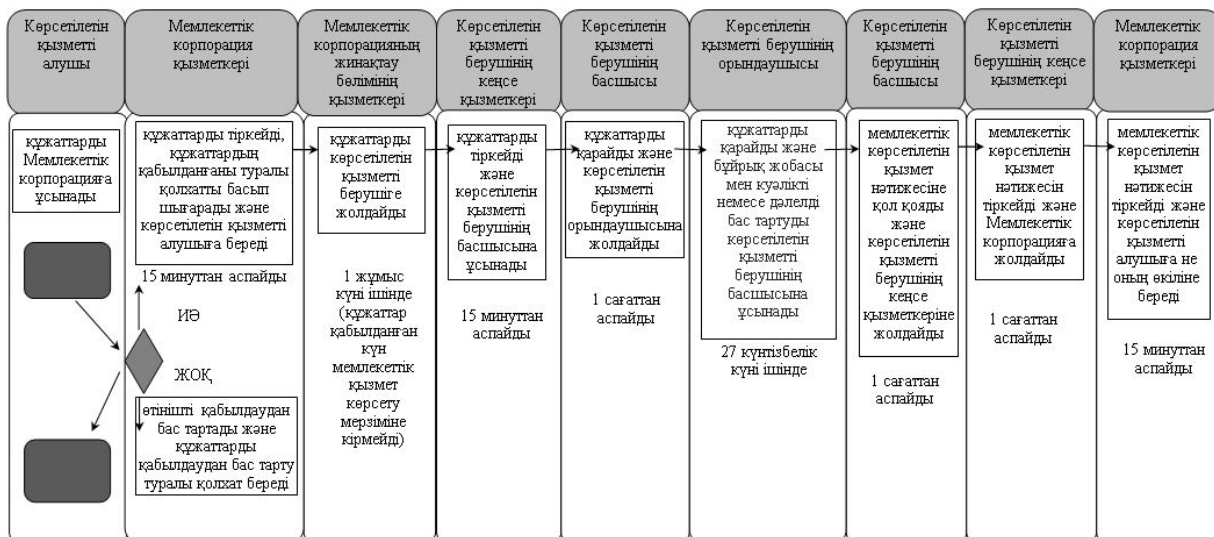 Көрсетілетін
қызметті
алушы
Мемлекеттік
корпорация
қызметкері
Мемлекеттік
корпорацияның
жинақтау
бөлімінің
қызметкері
Көрсетілетін
қызметті
берушінің
кеңсе
қызметкері
Көрсетілетін
қызметті
берушінің
басшысы
Көрсетілетін
қызметті берушінің
орындаушысы
Көрсетілетін
қызметті
берушінің
басшысы
Көрсетілетін
қызметті
берушінің кеңсе
қызметкері
Мемлекеттік
корпорация
қызметкері
құжаттарды
Мемлекеттік
корпорацияға
ұсынады
құжаттарды тіркейді,
құжаттардың
қабылданғаны туралы
қолхатты басып
шығарады және
көрсетілетін қызметті
алушыға береді
15 минуттан аспайды
ИӘ
ЖОҚ
өтінішті қабылдаудан
бас тартады және
құжаттарды
қабылдаудан бас тарту
туралы қолхат береді
құжаттарды
көрсетілетін
қызметті
берушіге
жолдайды
1 жұмыс
күні ішінде
(құжаттар
қабылданған
күн
мемлекеттік
қызмет
көрсету
мерзіміне
кірмейді)
құжаттарды
тіркейді
және
көрсетілетін
қызметті
берушінің
басшысына
ұсынады
15 минуттан
аспайды
құжаттарды
қарайды және
көрсетілетін
қызметті
берушінің
орындаушысына
жолдайды
1 сағаттан
аспайды
құжаттарды
қарайды және
бұйрық жобасы
мен куәлікті
немесе дәлелді
бас тартуды
көрсетілетін
қызметті
берушінің
басшысына
ұсынады
27 күнтізбелік
күні ішінде
мемлекеттік
көрсетілетін
қызмет
нәтижесіне
қол қояды
және
көрсетілетін
қызметті
берушінің
кеңсе
қызметкеріне
жолдайды
1 сағаттан
аспайды
мемлекеттік
көрсетілетін
қызмет
нәтижесін
тіркейді және
Мемлекеттік
корпорацияға
жолдайды
1 сағаттан
аспайды
мемлекеттік
көрсетілетін
қызмет
нәтижесін
тіркейді және
көрсетілетін
қызметті
алушыға не
оның өкіліне
береді
15 минуттан
аспайды